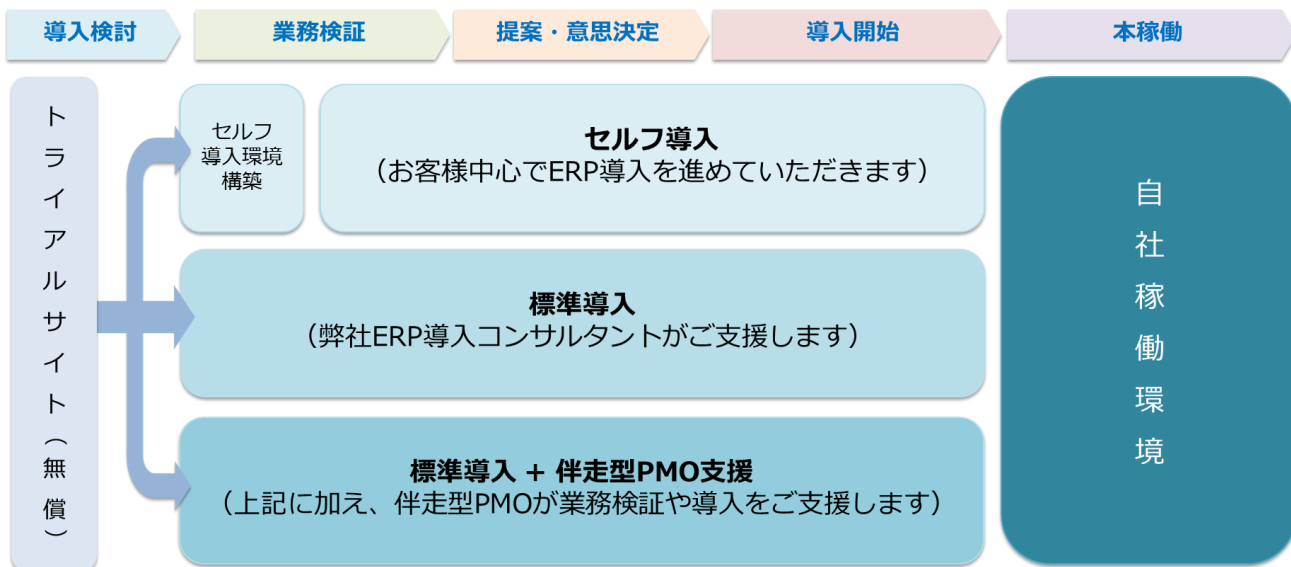 導入検討
業務検証
提案・意思決定
導入開始
本稼働
トライアルサイト（無償）
セルフ
導入環境
構築
セルフ導入
（お客様中心でERP導入を進めていただきます）
標準導入
（弊社ERP導入コンサルタントがご支援します）
標準導入 + 伴走型PMO支援
（上記に加え、伴走型PMOが業務検証や導入をご支援します）
自社稼働環境